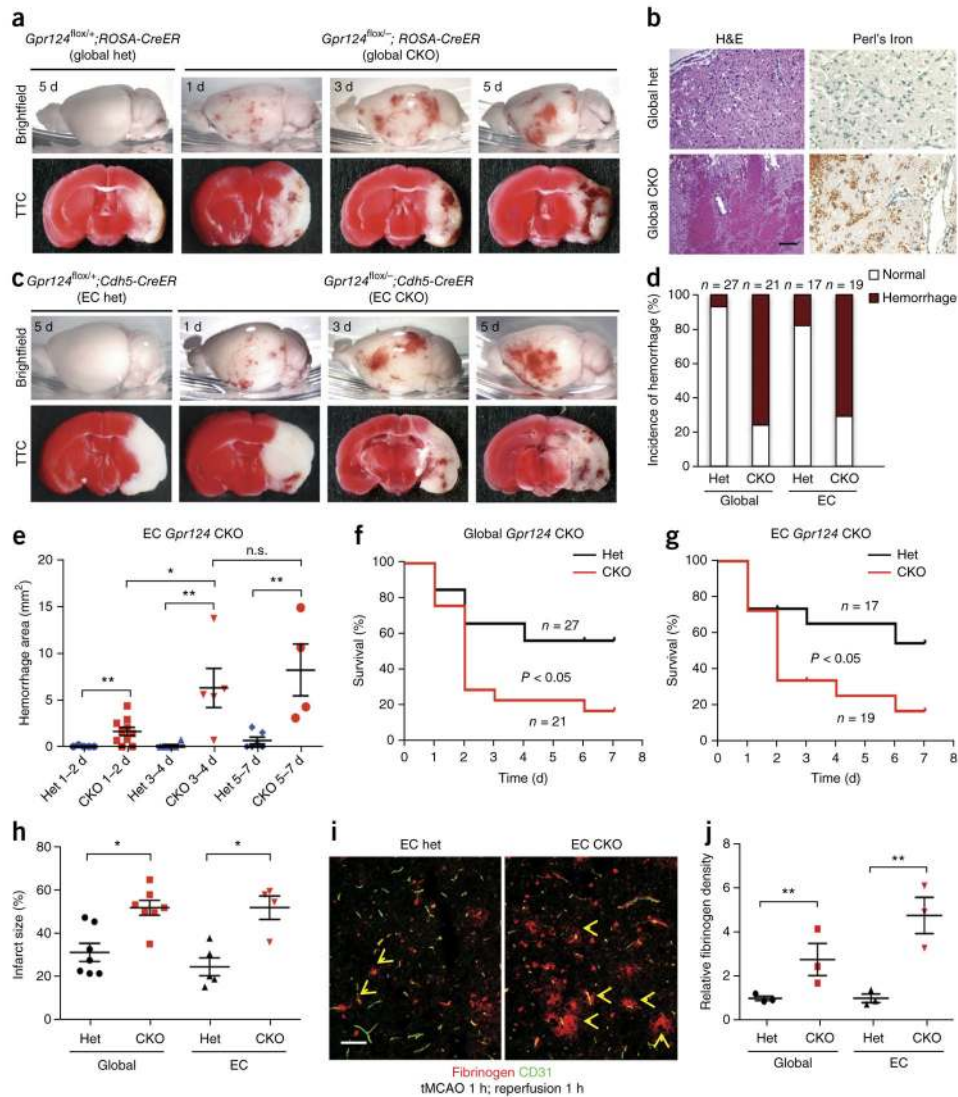 a
Gpr124flox/+;ROSA-CreER
(global het)
Gpr124flox/–; ROSA-CreER
(global CKO)
Brightfield
5 d
1 d
3 d
5 d
TTC
b
H&E
Perl's Iron
Global het
Global CKO
c
Gpr124flox/+;Cdh5-CreER
(EC het)
Gpr124flox/–;Cdh5-CreER
(EC CKO)
Brightfield
5 d
1 d
3 d
5 d
TTC
d
Normal
Hemorrhage
n = 27 n = 21 n = 17 n = 19
Incidence of hemorrhage (%)
100
80
60
40
20
0
Het CKO Het CKO
Global EC
e
EC Gpr124 CKO
n.s.
*
**
**
**
Hemorrhage area (mm2)
20
15
10
5
0
Het 1–2 d
CKO 1–2 d
Het 3–4 d
CKO 3–4 d
Het 5–7 d
CKO 5–7 d
f
Global Gpr124 CKO
Het
CKO
Survival (%)
100
80
60
40
20
0
n = 27
P < 0.05
n = 21
0 1 2 3 4 5 6 7 8
Time (d)
g
EC Gpr124 CKO
Het
CKO
Survival (%)
100
80
60
40
20
0
n = 17
P < 0.05
n = 19
0 1 2 3 4 5 6 7 8
Time (d)
h
Infarct size (%)
80
60
40
20
0
*
*
Het CKO Het CKO
Global EC
i
EC het
EC CKO
Fibrinogen CD31
tMCAO 1 h; reperfusion 1 h
j
Relative fibrinogen density
8
6
4
2
0
**
**
Het CKO Het CKO
Global EC